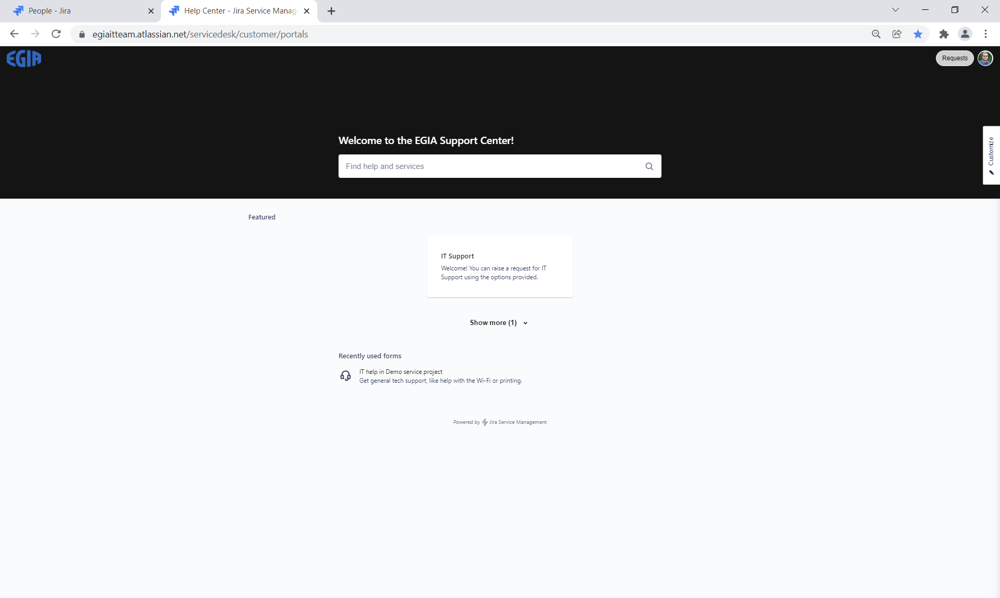 People - Jira
Help Center - Jira Service Manag
egiaitteam.atlassian.net/servicedesk/customer/portals
EGIA
Requests
Customize
Welcome to the EGIA Support Center!
Find help and services
Featured
IT Support
Welcome! You can raise a request for IT
Support using the options provided.
Show more (1)
Recently used forms
IT help in Demo service project
Get general tech support, like help with the Wi-Fi or printing.
Powered by Jira Service Management